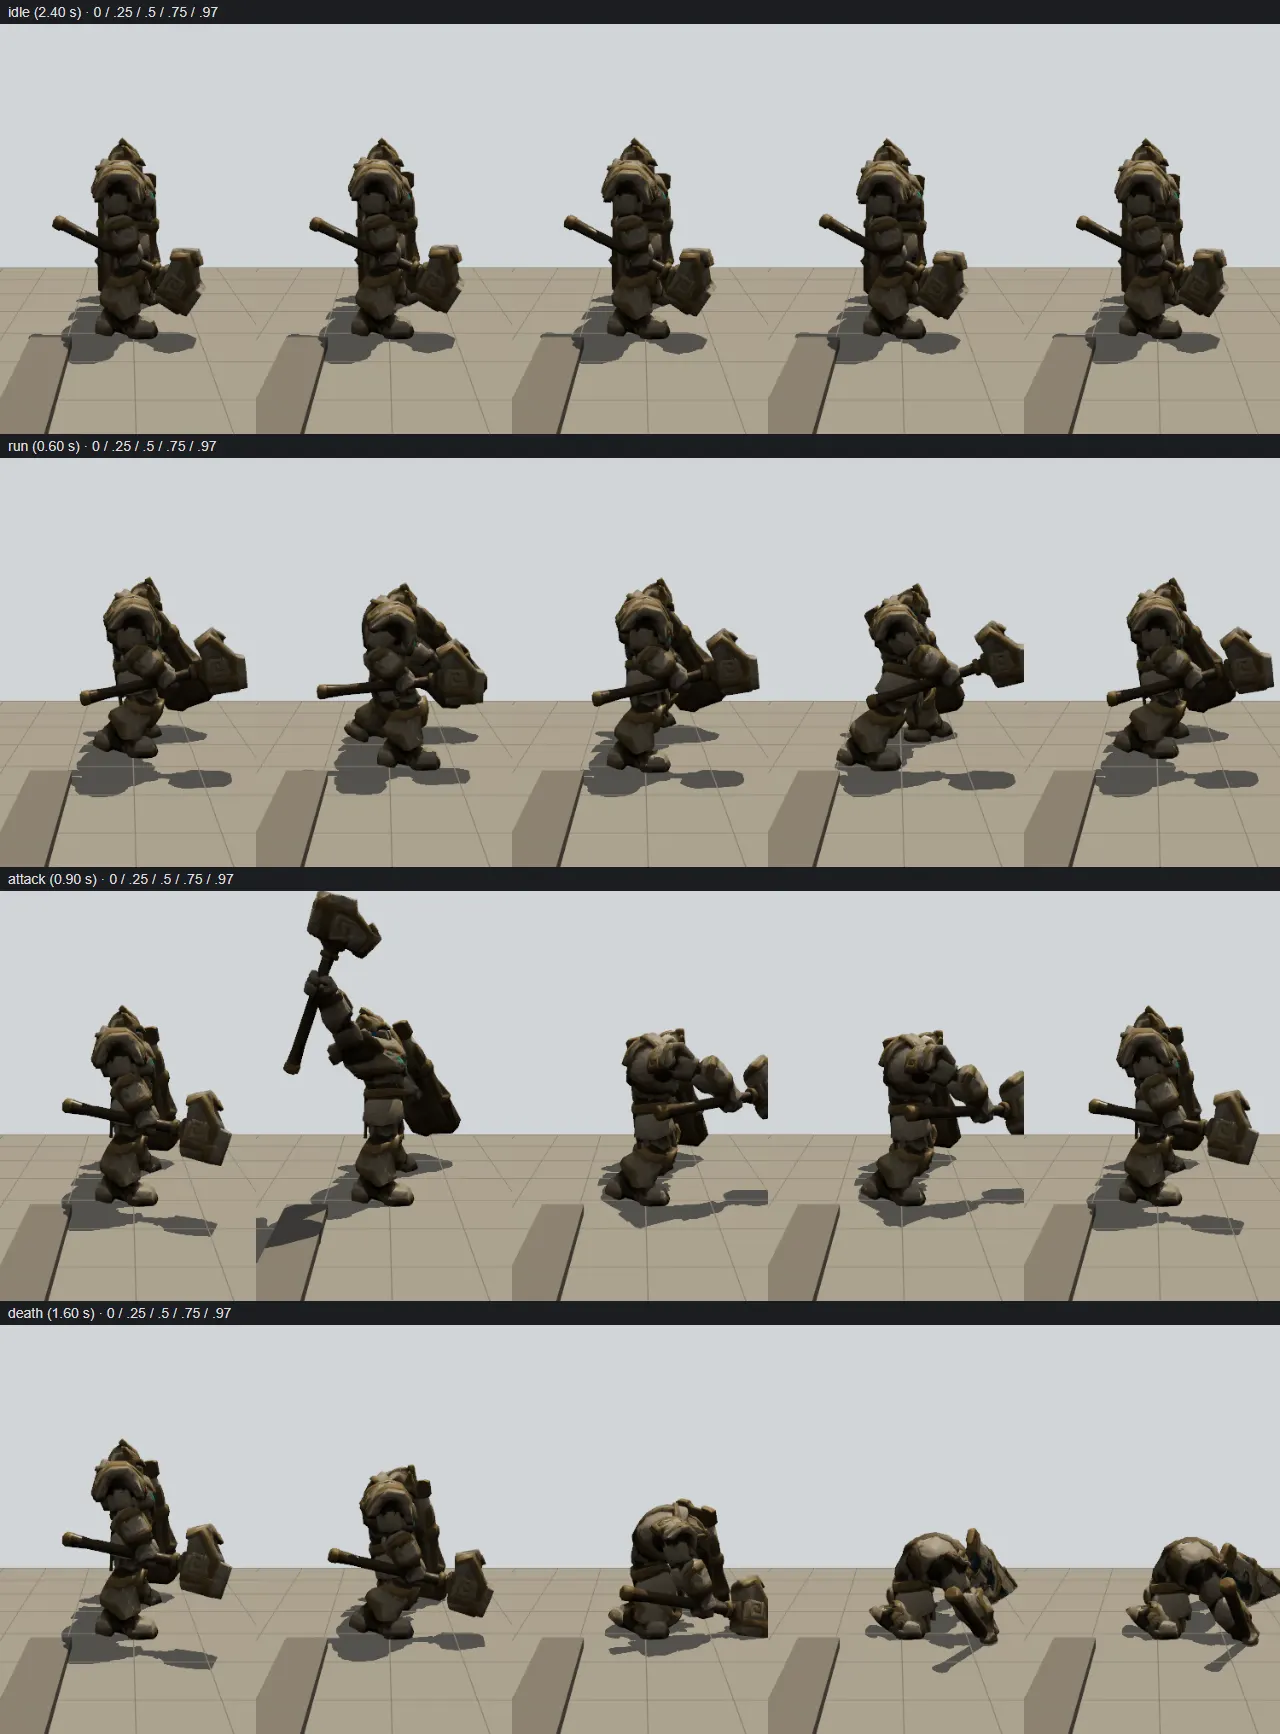 idle (2.40 s) · 0 / .25 / .5 / .75 / .97
run (0.60 s) · 0 / .25 / .5 / .75 / .97
attack (0.90 s) · 0 / .25 / .5 / .75 / .97
death (1.60 s) · 0 / .25 / .5 / .75 / .97